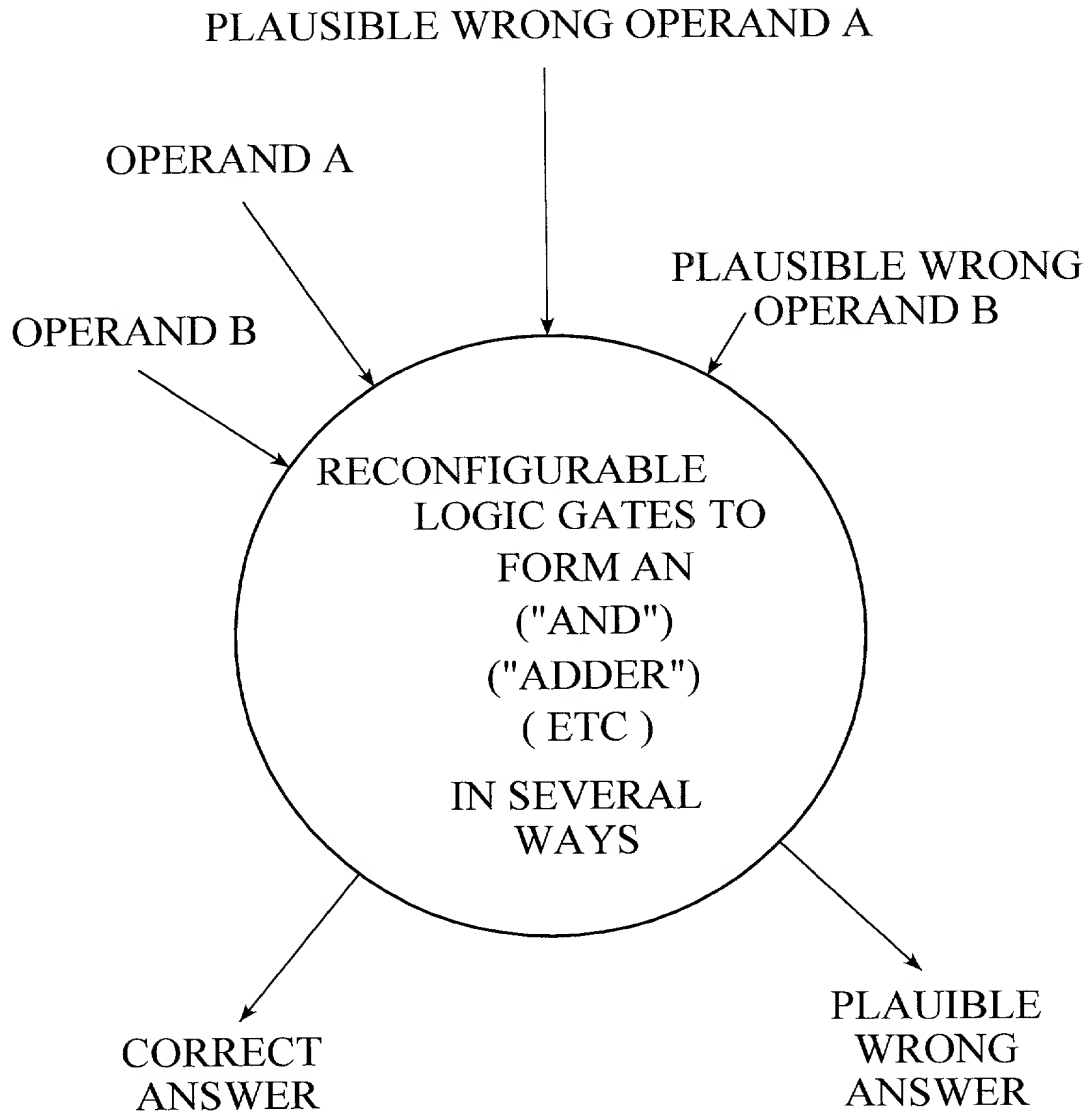 PLAUSIBLE WRONG OPERAND A
OPERAND A
PLAUSIBLE WRONG
OPERAND B
OPERAND B
RECONFIGURABLE
LOGIC GATES TO
FORM AN
("AND")
("ADDER")
( ETC )
IN SEVERAL
WAYS
CORRECT
ANSWER
PLAUIBLE
WRONG
ANSWER